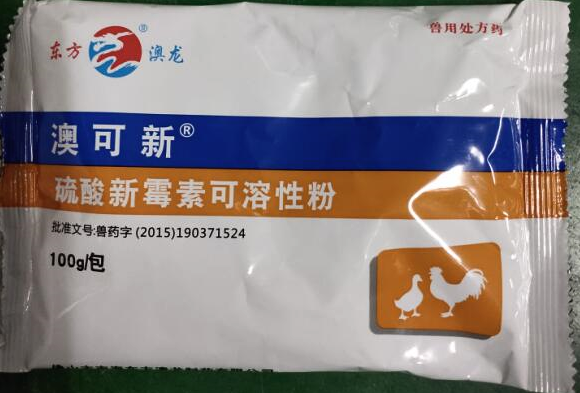 兽用处方药
东方 澳龙®
澳可新®
硫酸新霉素可溶性粉
批准文号:兽药字 (2015)190371524
100g/包